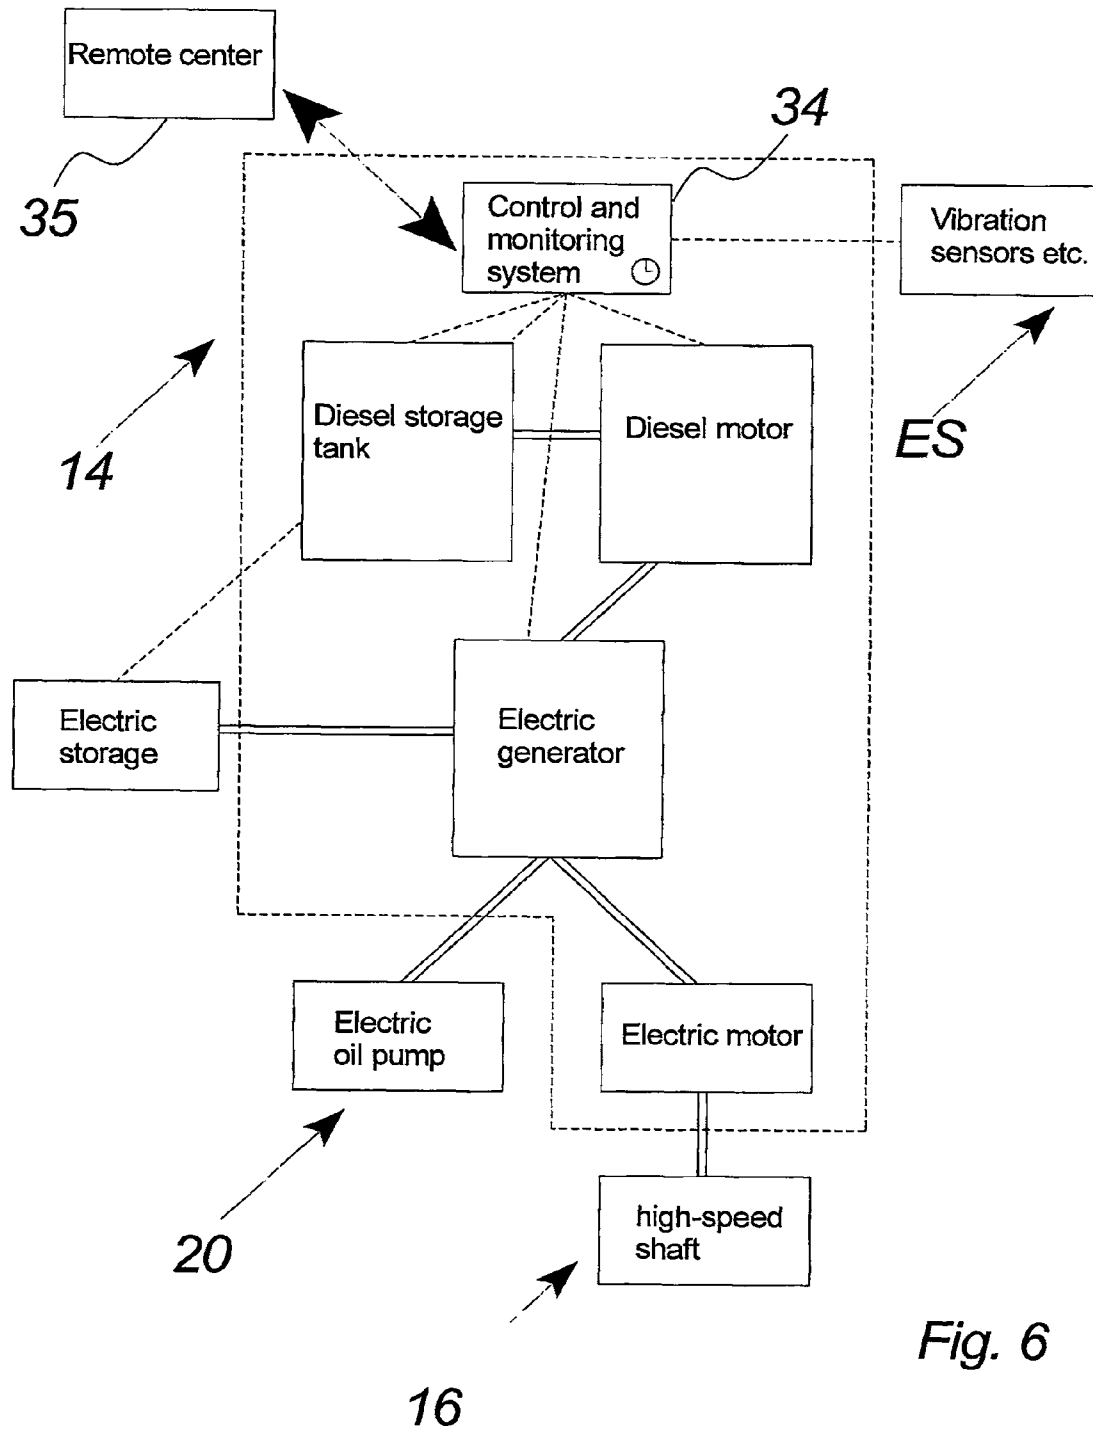 Remote center
34
35
Control and
monitoring
system
Vibration
sensors etc.
14
Diesel storage
tank
Diesel motor
ES
Electric
storage
Electric
generator
Electric
oil pump
Electric motor
20
high-speed
shaft
16
Fig. 6